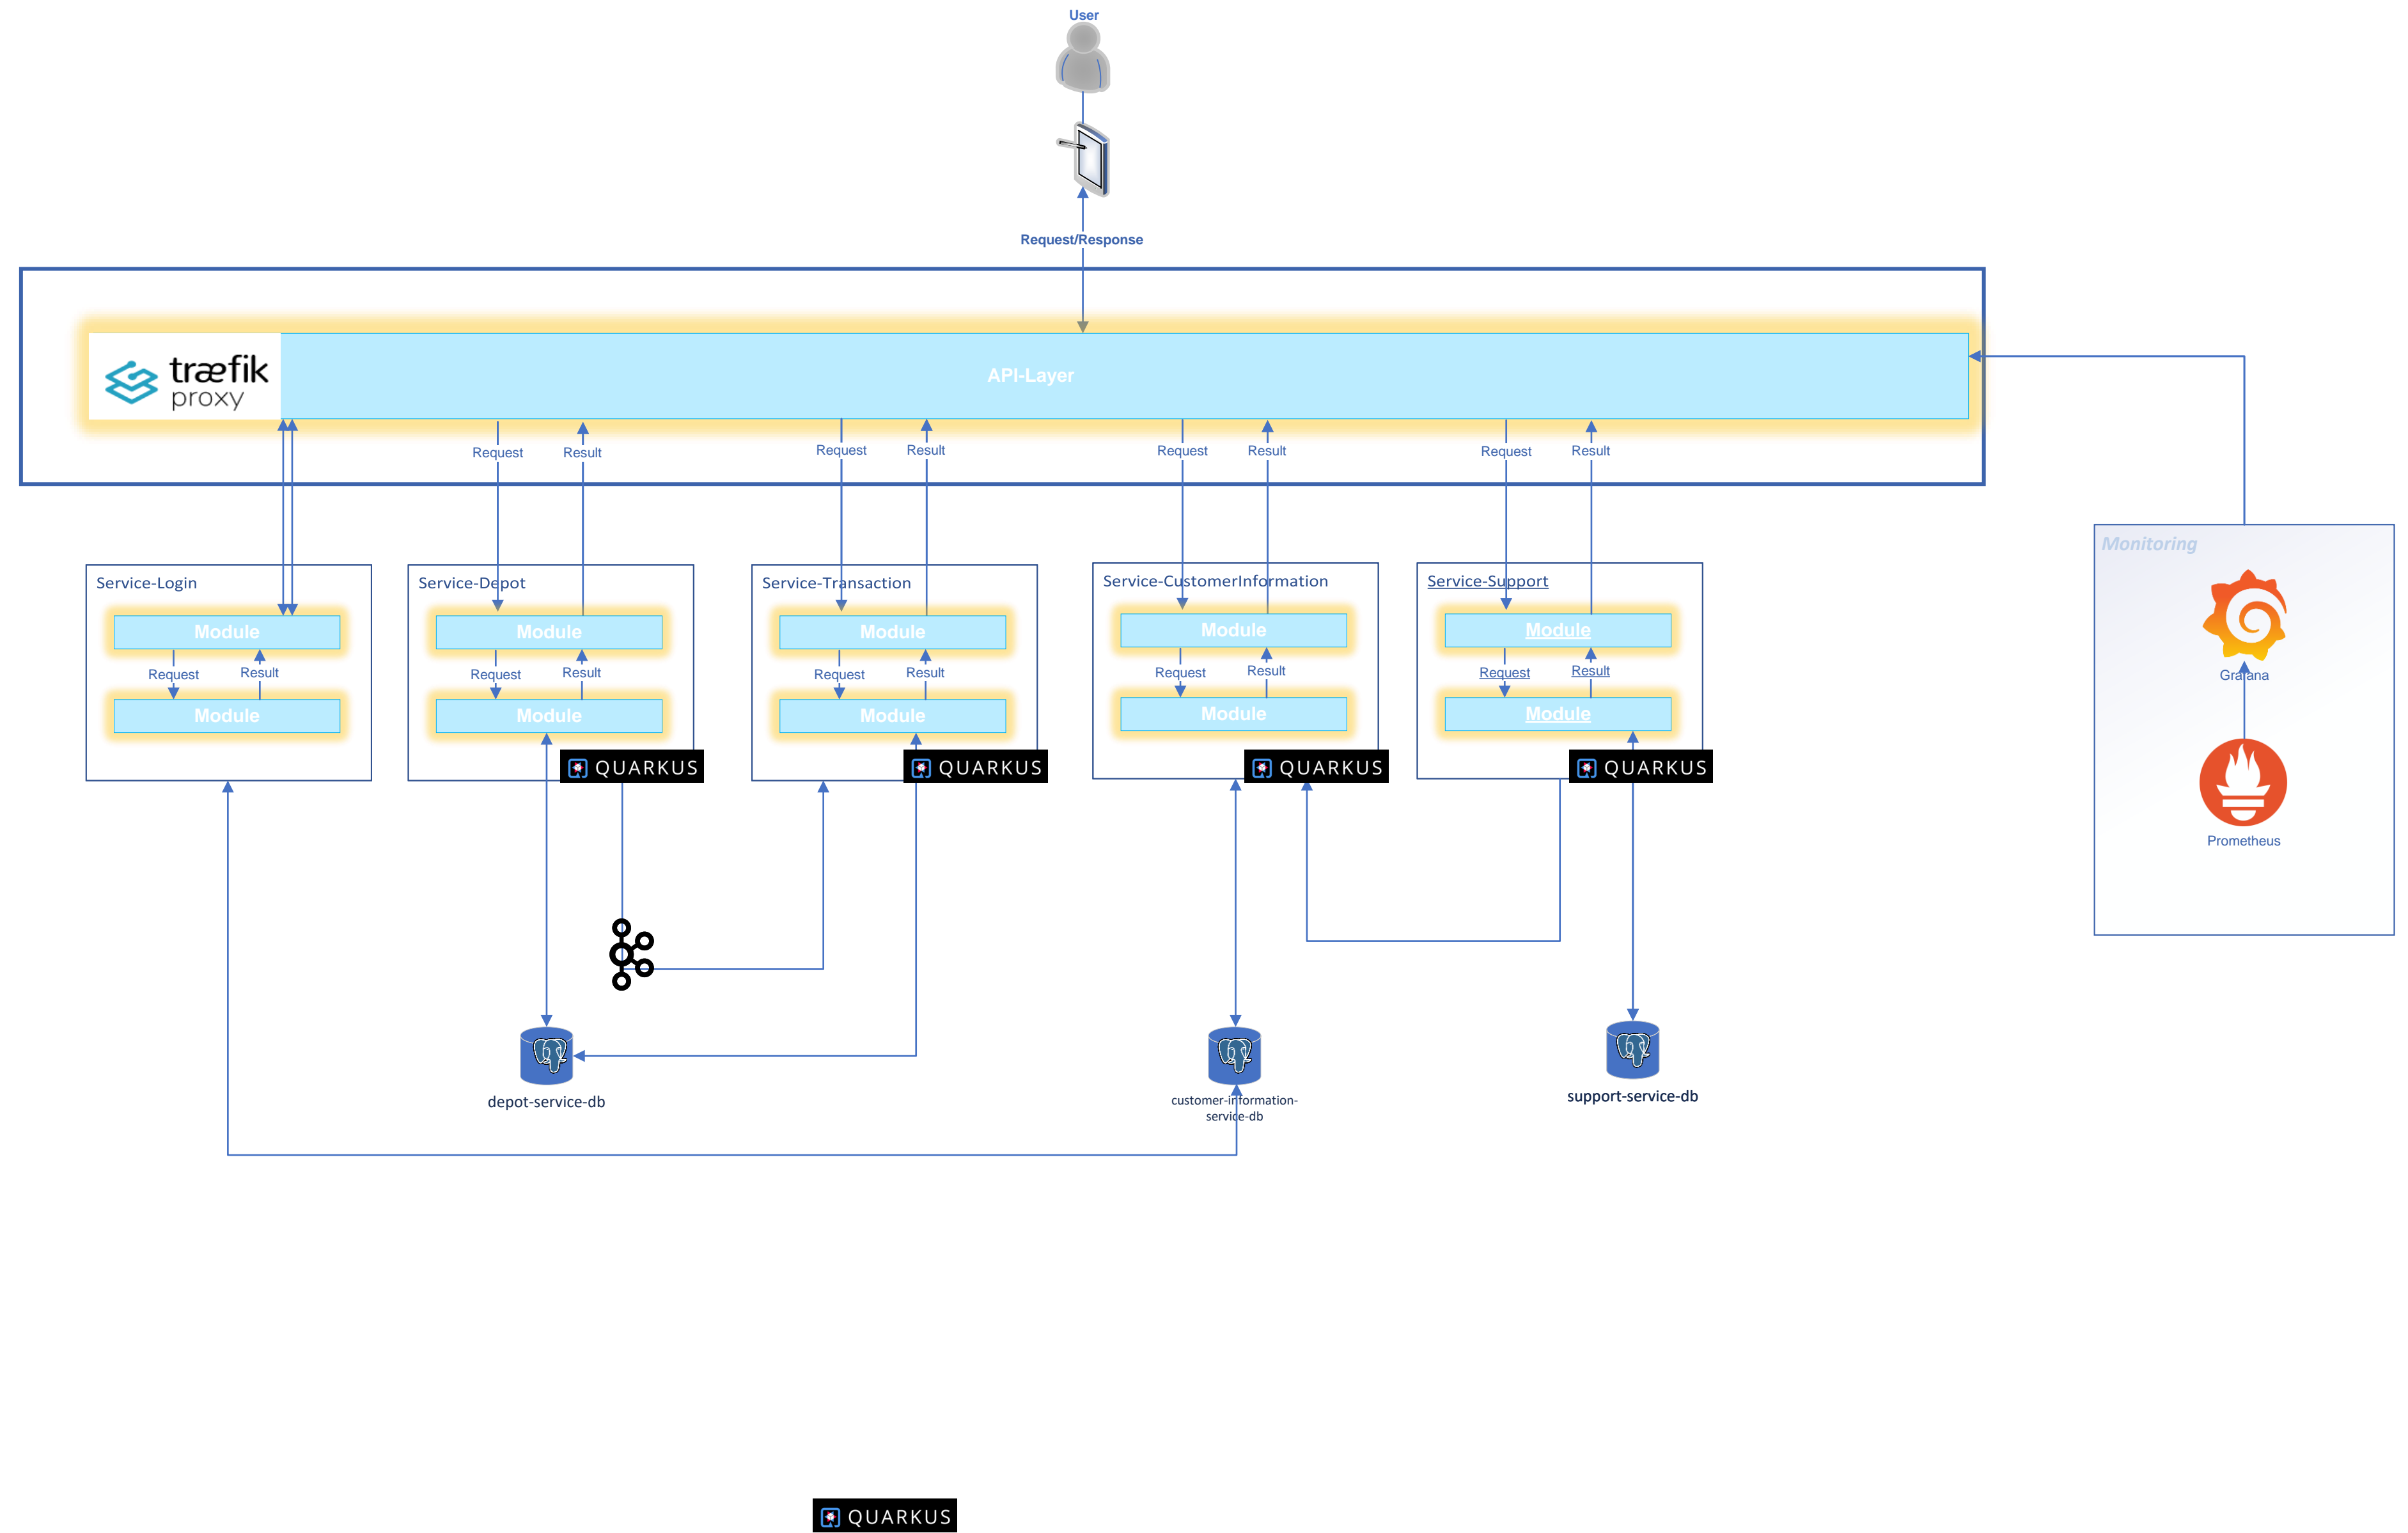 User
Request/Response
træfik
proxy
API-Layer
Request
Result
Request
Result
Request
Result
Request
Result
Monitoring
Service-Login
Service-Depot
Service-Transaction
Service-CustomerInformation
Service-Support
Module
Module
Module
Module
Module
Request
Result
Request
Result
Request
Result
Request
Result
Request
Result
Grafana
Module
Module
Module
Module
Module
QUARKUS
QUARKUS
QUARKUS
QUARKUS
Prometheus
depot-service-db
customer-information-
service-db
support-service-db
QUARKUS